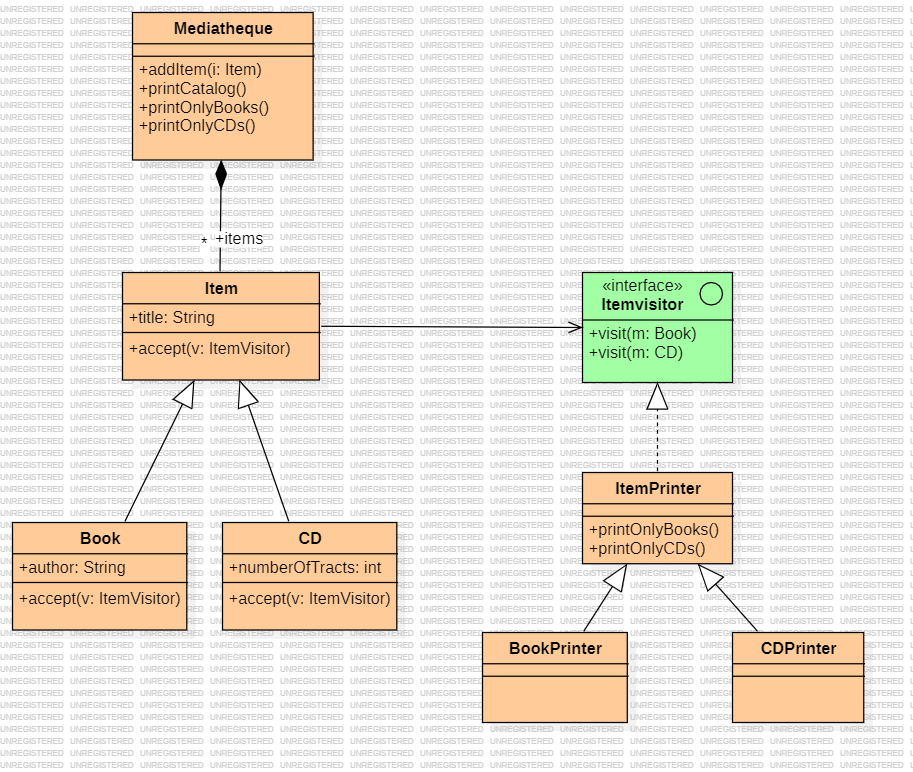 Mediatheque
+addItem(i: Item)
+printCatalog()
+printOnlyBooks()
+printOnlyCDs()
* +items
Item
+title: String
+accept(v: ItemVisitor)
«interface»
Itemvisitor
+visit(m: Book)
+visit(m: CD)
Book
+author: String
+accept(v: ItemVisitor)
CD
+numberOfTracts: int
+accept(v: ItemVisitor)
ItemPrinter
+printOnlyBooks()
+printOnlyCDs()
BookPrinter
CDPrinter
UNREGISTERED